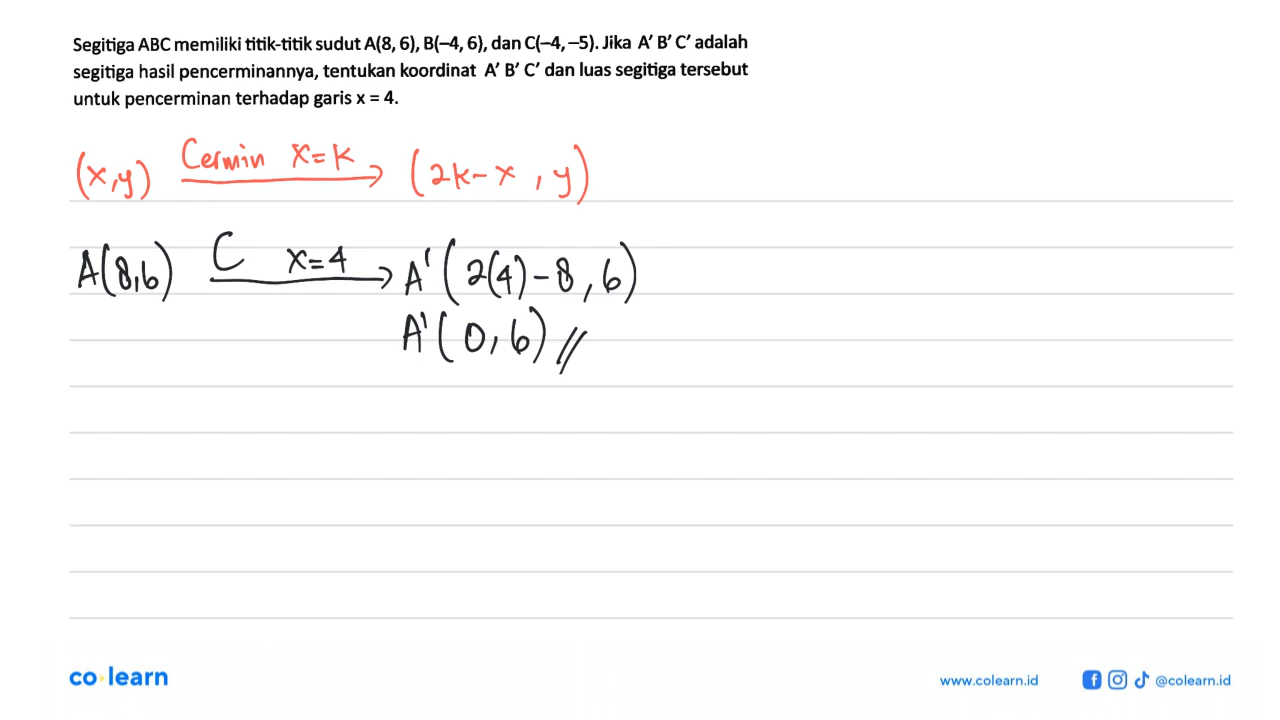 Segitiga ABC memiliki titik-titik sudut A(8, 6), B(–4, 6), dan C(–4, –5). Jika A′ B′ C′ adalah
segitiga hasil pencerminannya, tentukan koordinat A′ B′ C′ dan luas segitiga tersebut
untuk pencerminan terhadap garis x = 4.
(x,y) Cermin x=k → (2k-x, y)
A(8,6) C x=4 → A'(2(4)-8, 6)
A'(0,6)//
co·learn
www.colearn.id @colearn.id